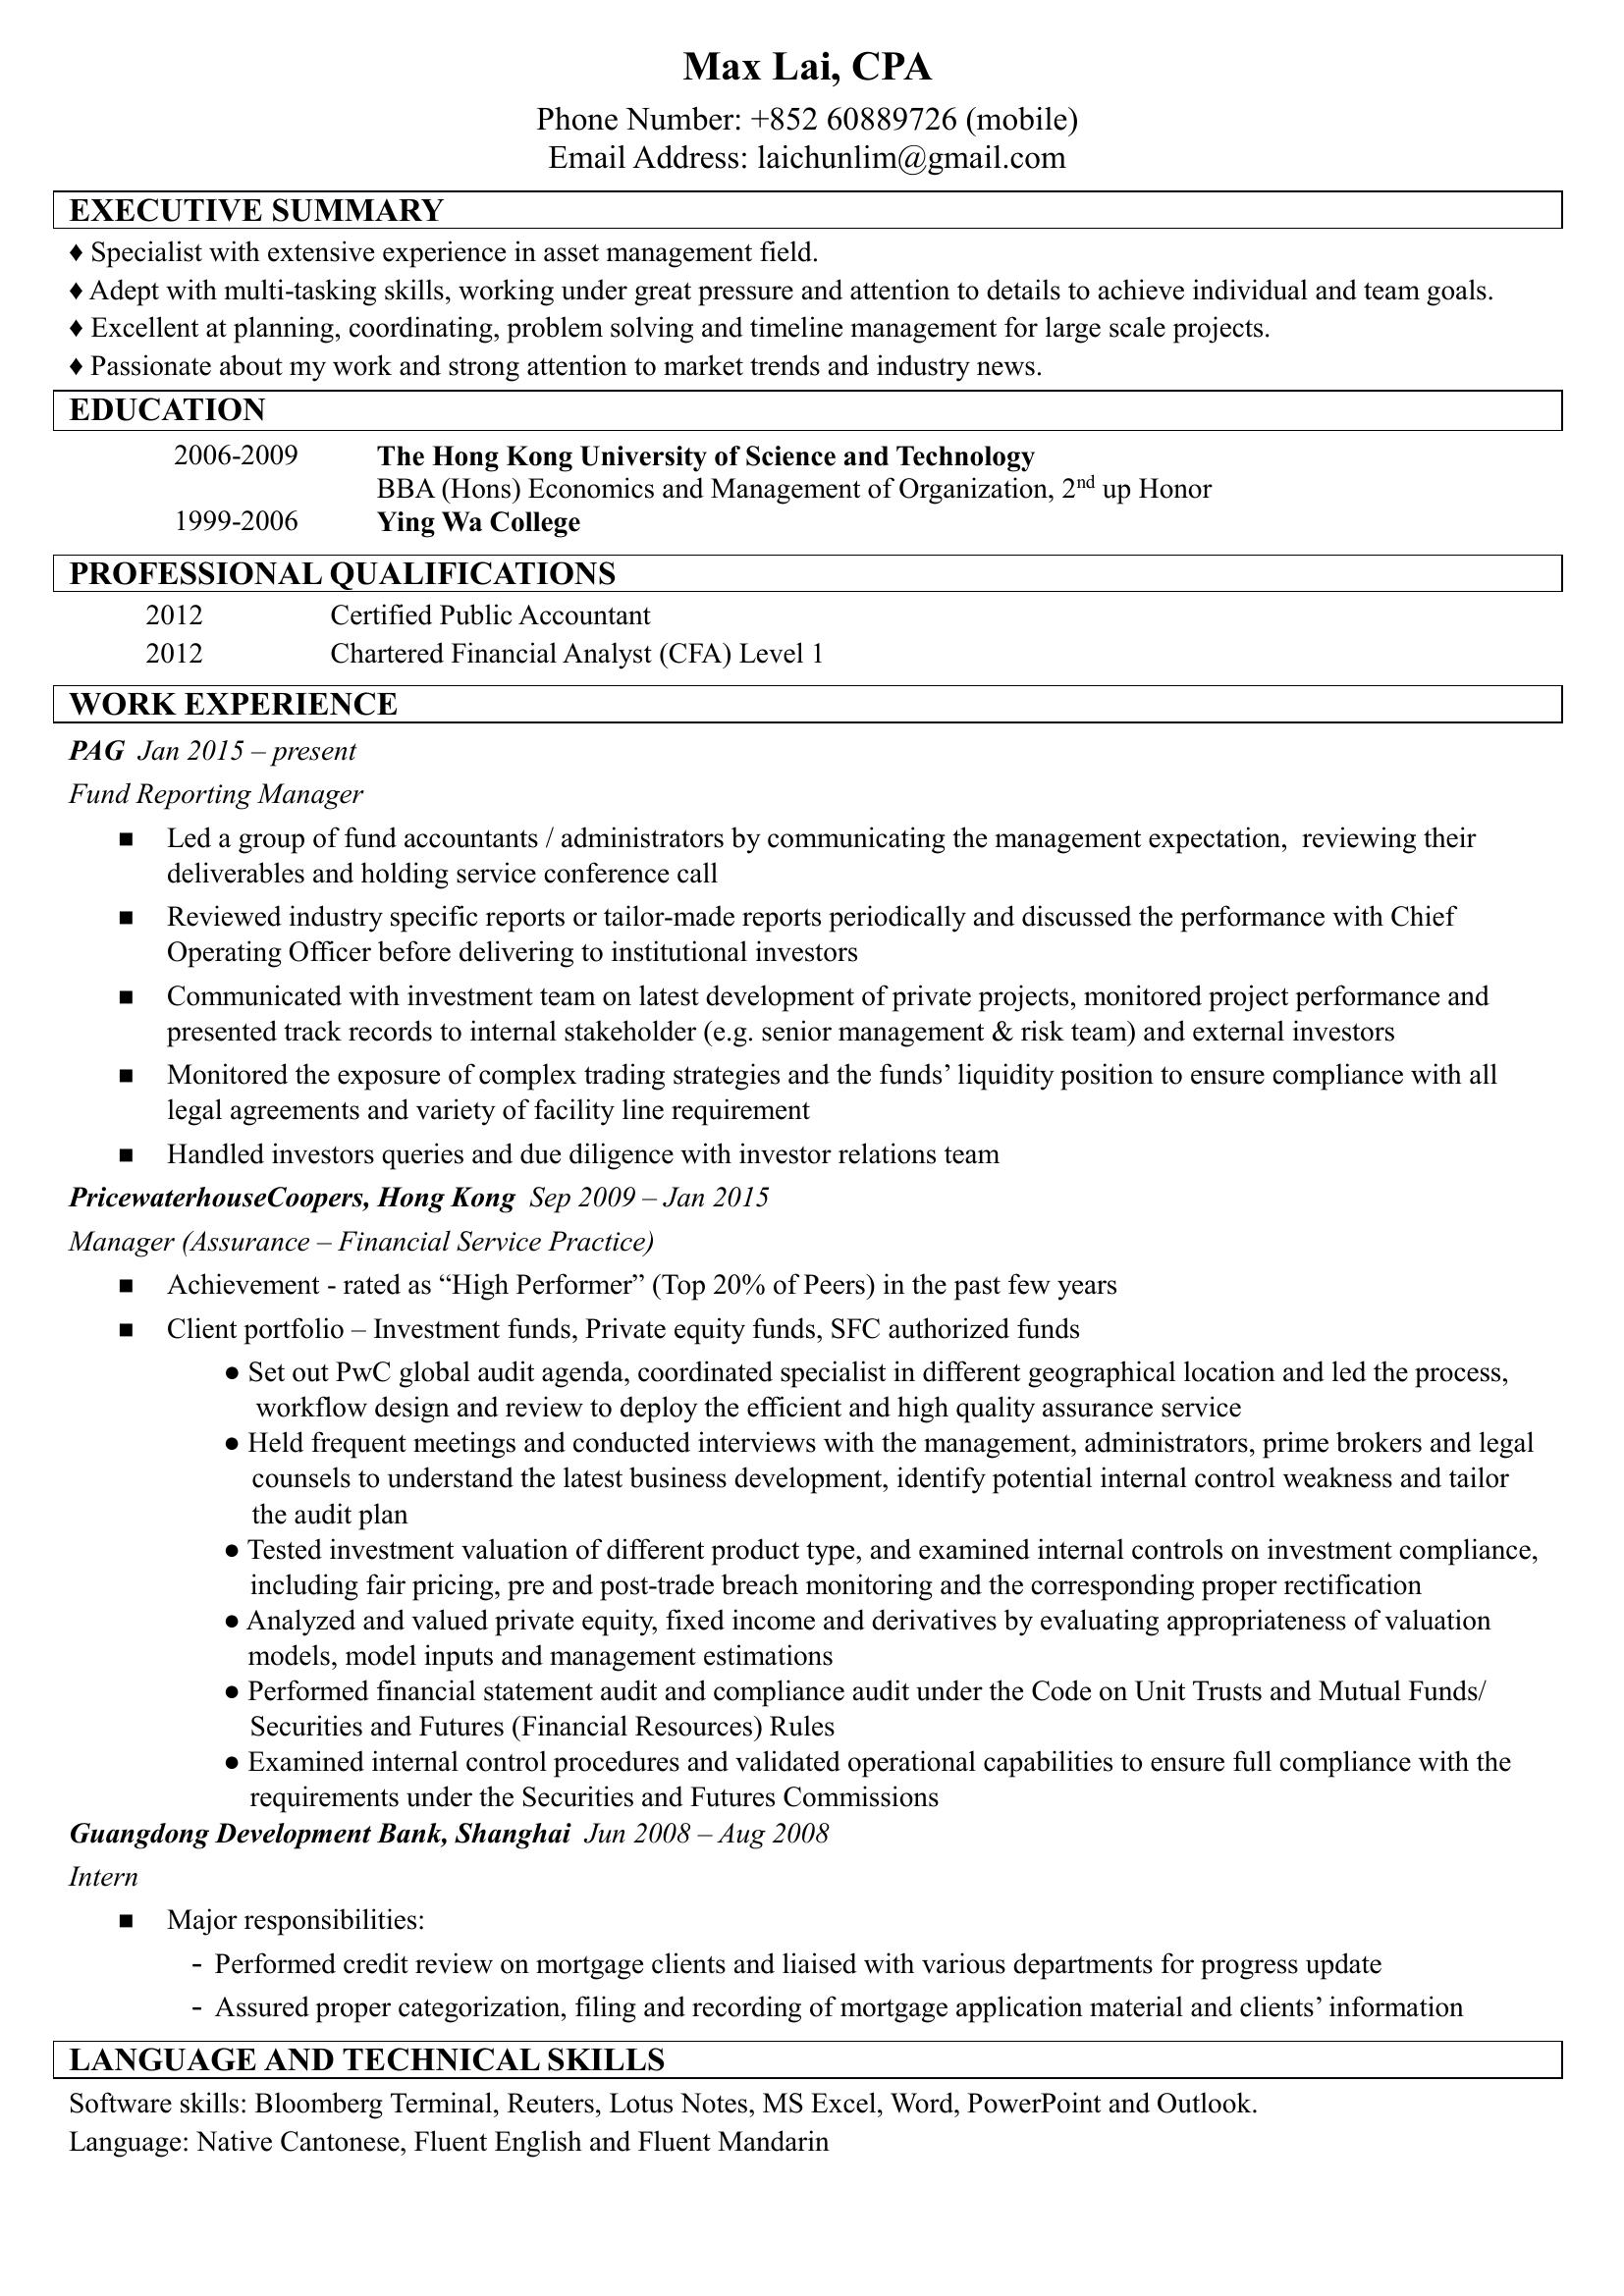 Max Lai, CPA
Phone Number: +852 60889726 (mobile)
Email Address: laichunlim@gmail.com
EXECUTIVE SUMMARY
♦ Specialist with extensive experience in asset management field.
♦ Adept with multi-tasking skills, working under great pressure and attention to details to achieve individual and team goals.
♦ Excellent at planning, coordinating, problem solving and timeline management for large scale projects.
♦ Passionate about my work and strong attention to market trends and industry news.
EDUCATION
2006-2009 The Hong Kong University of Science and Technology
BBA (Hons) Economics and Management of Organization, 2nd up Honor
1999-2006 Ying Wa College
PROFESSIONAL QUALIFICATIONS
2012 Certified Public Accountant
2012 Chartered Financial Analyst (CFA) Level 1
WORK EXPERIENCE
PAG Jan 2015 – present
Fund Reporting Manager
■ Led a group of fund accountants / administrators by communicating the management expectation, reviewing their
deliverables and holding service conference call
■ Reviewed industry specific reports or tailor-made reports periodically and discussed the performance with Chief
Operating Officer before delivering to institutional investors
■ Communicated with investment team on latest development of private projects, monitored project performance and
presented track records to internal stakeholder (e.g. senior management & risk team) and external investors
■ Monitored the exposure of complex trading strategies and the funds’ liquidity position to ensure compliance with all
legal agreements and variety of facility line requirement
■ Handled investors queries and due diligence with investor relations team
PricewaterhouseCoopers, Hong Kong Sep 2009 – Jan 2015
Manager (Assurance – Financial Service Practice)
■ Achievement - rated as “High Performer” (Top 20% of Peers) in the past few years
■ Client portfolio – Investment funds, Private equity funds, SFC authorized funds
● Set out PwC global audit agenda, coordinated specialist in different geographical location and led the process,
workflow design and review to deploy the efficient and high quality assurance service
● Held frequent meetings and conducted interviews with the management, administrators, prime brokers and legal
counsels to understand the latest business development, identify potential internal control weakness and tailor
the audit plan
● Tested investment valuation of different product type, and examined internal controls on investment compliance,
including fair pricing, pre and post-trade breach monitoring and the corresponding proper rectification
● Analyzed and valued private equity, fixed income and derivatives by evaluating appropriateness of valuation
models, model inputs and management estimations
● Performed financial statement audit and compliance audit under the Code on Unit Trusts and Mutual Funds/
Securities and Futures (Financial Resources) Rules
● Examined internal control procedures and validated operational capabilities to ensure full compliance with the
requirements under the Securities and Futures Commissions
Guangdong Development Bank, Shanghai Jun 2008 – Aug 2008
Intern
■ Major responsibilities:
- Performed credit review on mortgage clients and liaised with various departments for progress update
- Assured proper categorization, filing and recording of mortgage application material and clients’ information
LANGUAGE AND TECHNICAL SKILLS
Software skills: Bloomberg Terminal, Reuters, Lotus Notes, MS Excel, Word, PowerPoint and Outlook.
Language: Native Cantonese, Fluent English and Fluent Mandarin